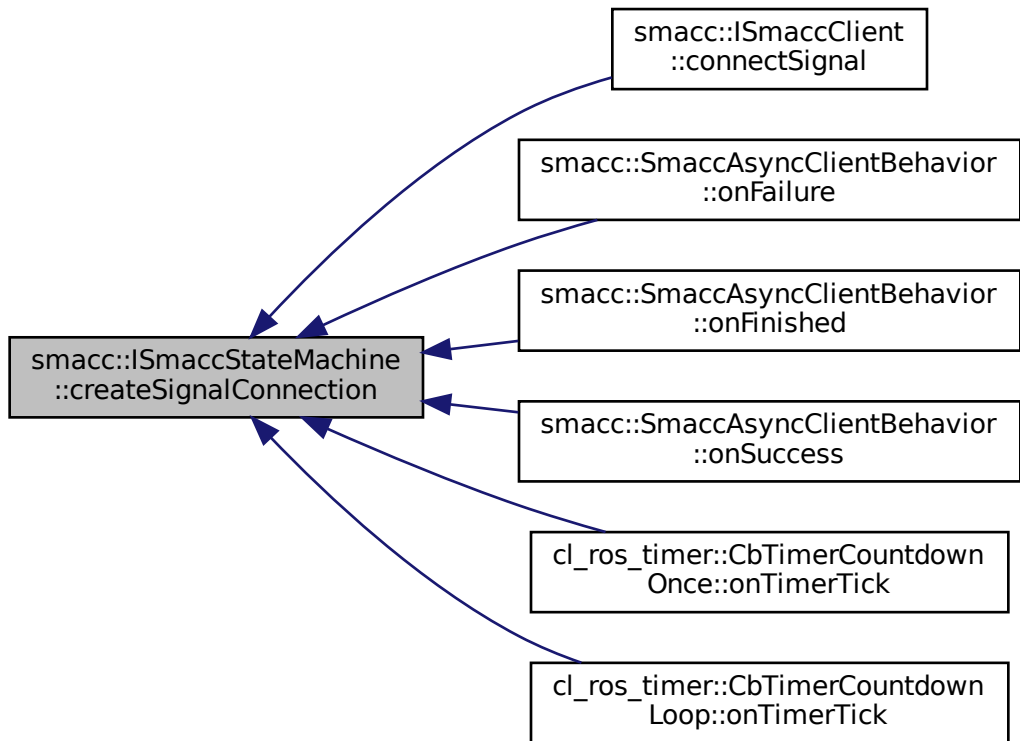 smacc::ISmaccClient
::connectSignal
smacc::SmaccAsyncClientBehavior
::onFailure
smacc::SmaccAsyncClientBehavior
::onFinished
smacc::ISmaccStateMachine
::createSignalConnection
smacc::SmaccAsyncClientBehavior
::onSuccess
cl_ros_timer::CbTimerCountdown
Once::onTimerTick
cl_ros_timer::CbTimerCountdown
Loop::onTimerTick